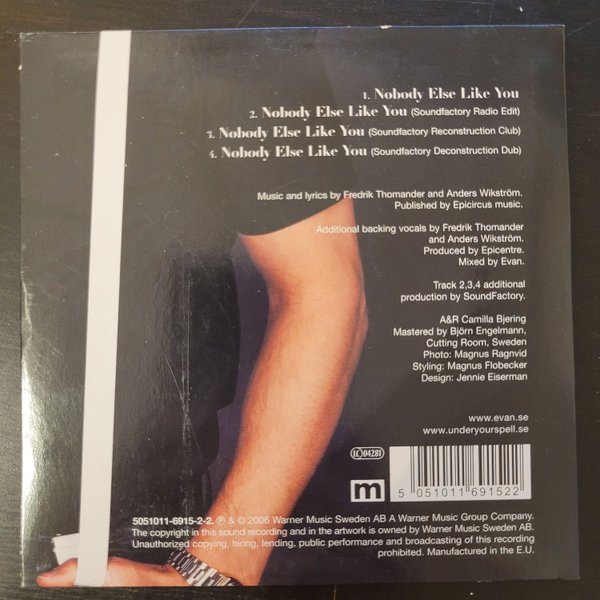 1. Nobody Else Like You
2. Nobody Else Like You (Soundfactory Radio Edit)
3. Nobody Else Like You (Soundfactory Reconstruction Club)
4. Nobody Else Like You (Soundfactory Deconstruction Dub)
Music and lyrics by Fredrik Thomander and Anders Wikström.
Published by Epicircus music.
Additional backing vocals by Fredrik Thomander
and Anders Wikström.
Produced by Epicentre.
Mixed by Evan.
Track 2,3,4 additional
production by SoundFactory.
A&R Camilla Bjering
Mastered by Björn Engelmann,
Cutting Room, Sweden
Photo: Magnus Ragnvid
Styling: Magnus Flobecker
Design: Jennie Eiserman
www.evan.se
www.underyourspell.se
LC 04281
m
5 051011 691522
5051011-6915-2-2. ℗ & © 2006 Warner Music Sweden AB A Warner Music Group Company.
The copyright in this sound recording and in the artwork is owned by Warner Music Sweden AB.
Unauthorized copying, hiring, lending, public performance and broadcasting of this recording
prohibited. Manufactured in the E.U.